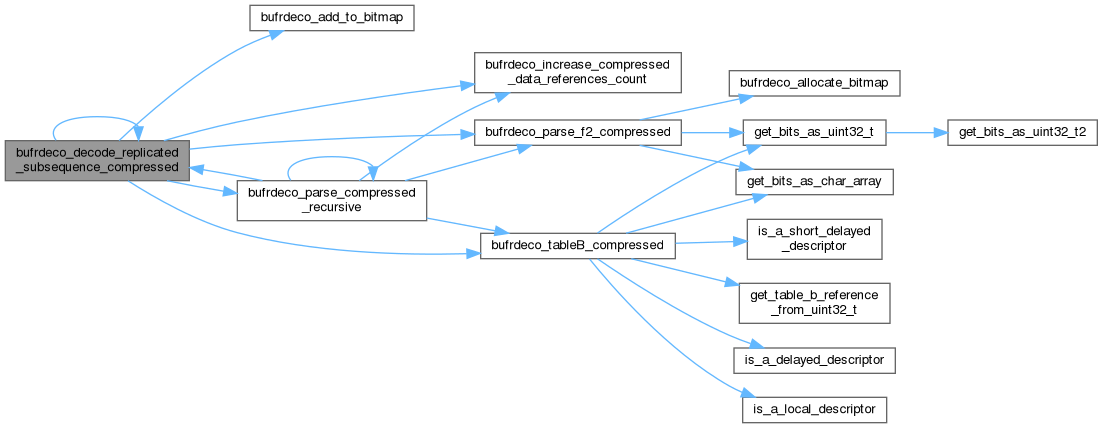 bufrdeco_add_to_bitmap
bufrdeco_increase_compressed
_data_references_count
bufrdeco_allocate_bitmap
bufrdeco_parse_f2_compressed
get_bits_as_uint32_t
get_bits_as_uint32_t2
bufrdeco_decode_replicated
_subsequence_compressed
get_bits_as_char_array
bufrdeco_parse_compressed
_recursive
bufrdeco_tableB_compressed
is_a_short_delayed
_descriptor
get_table_b_reference
_from_uint32_t
is_a_delayed_descriptor
is_a_local_descriptor